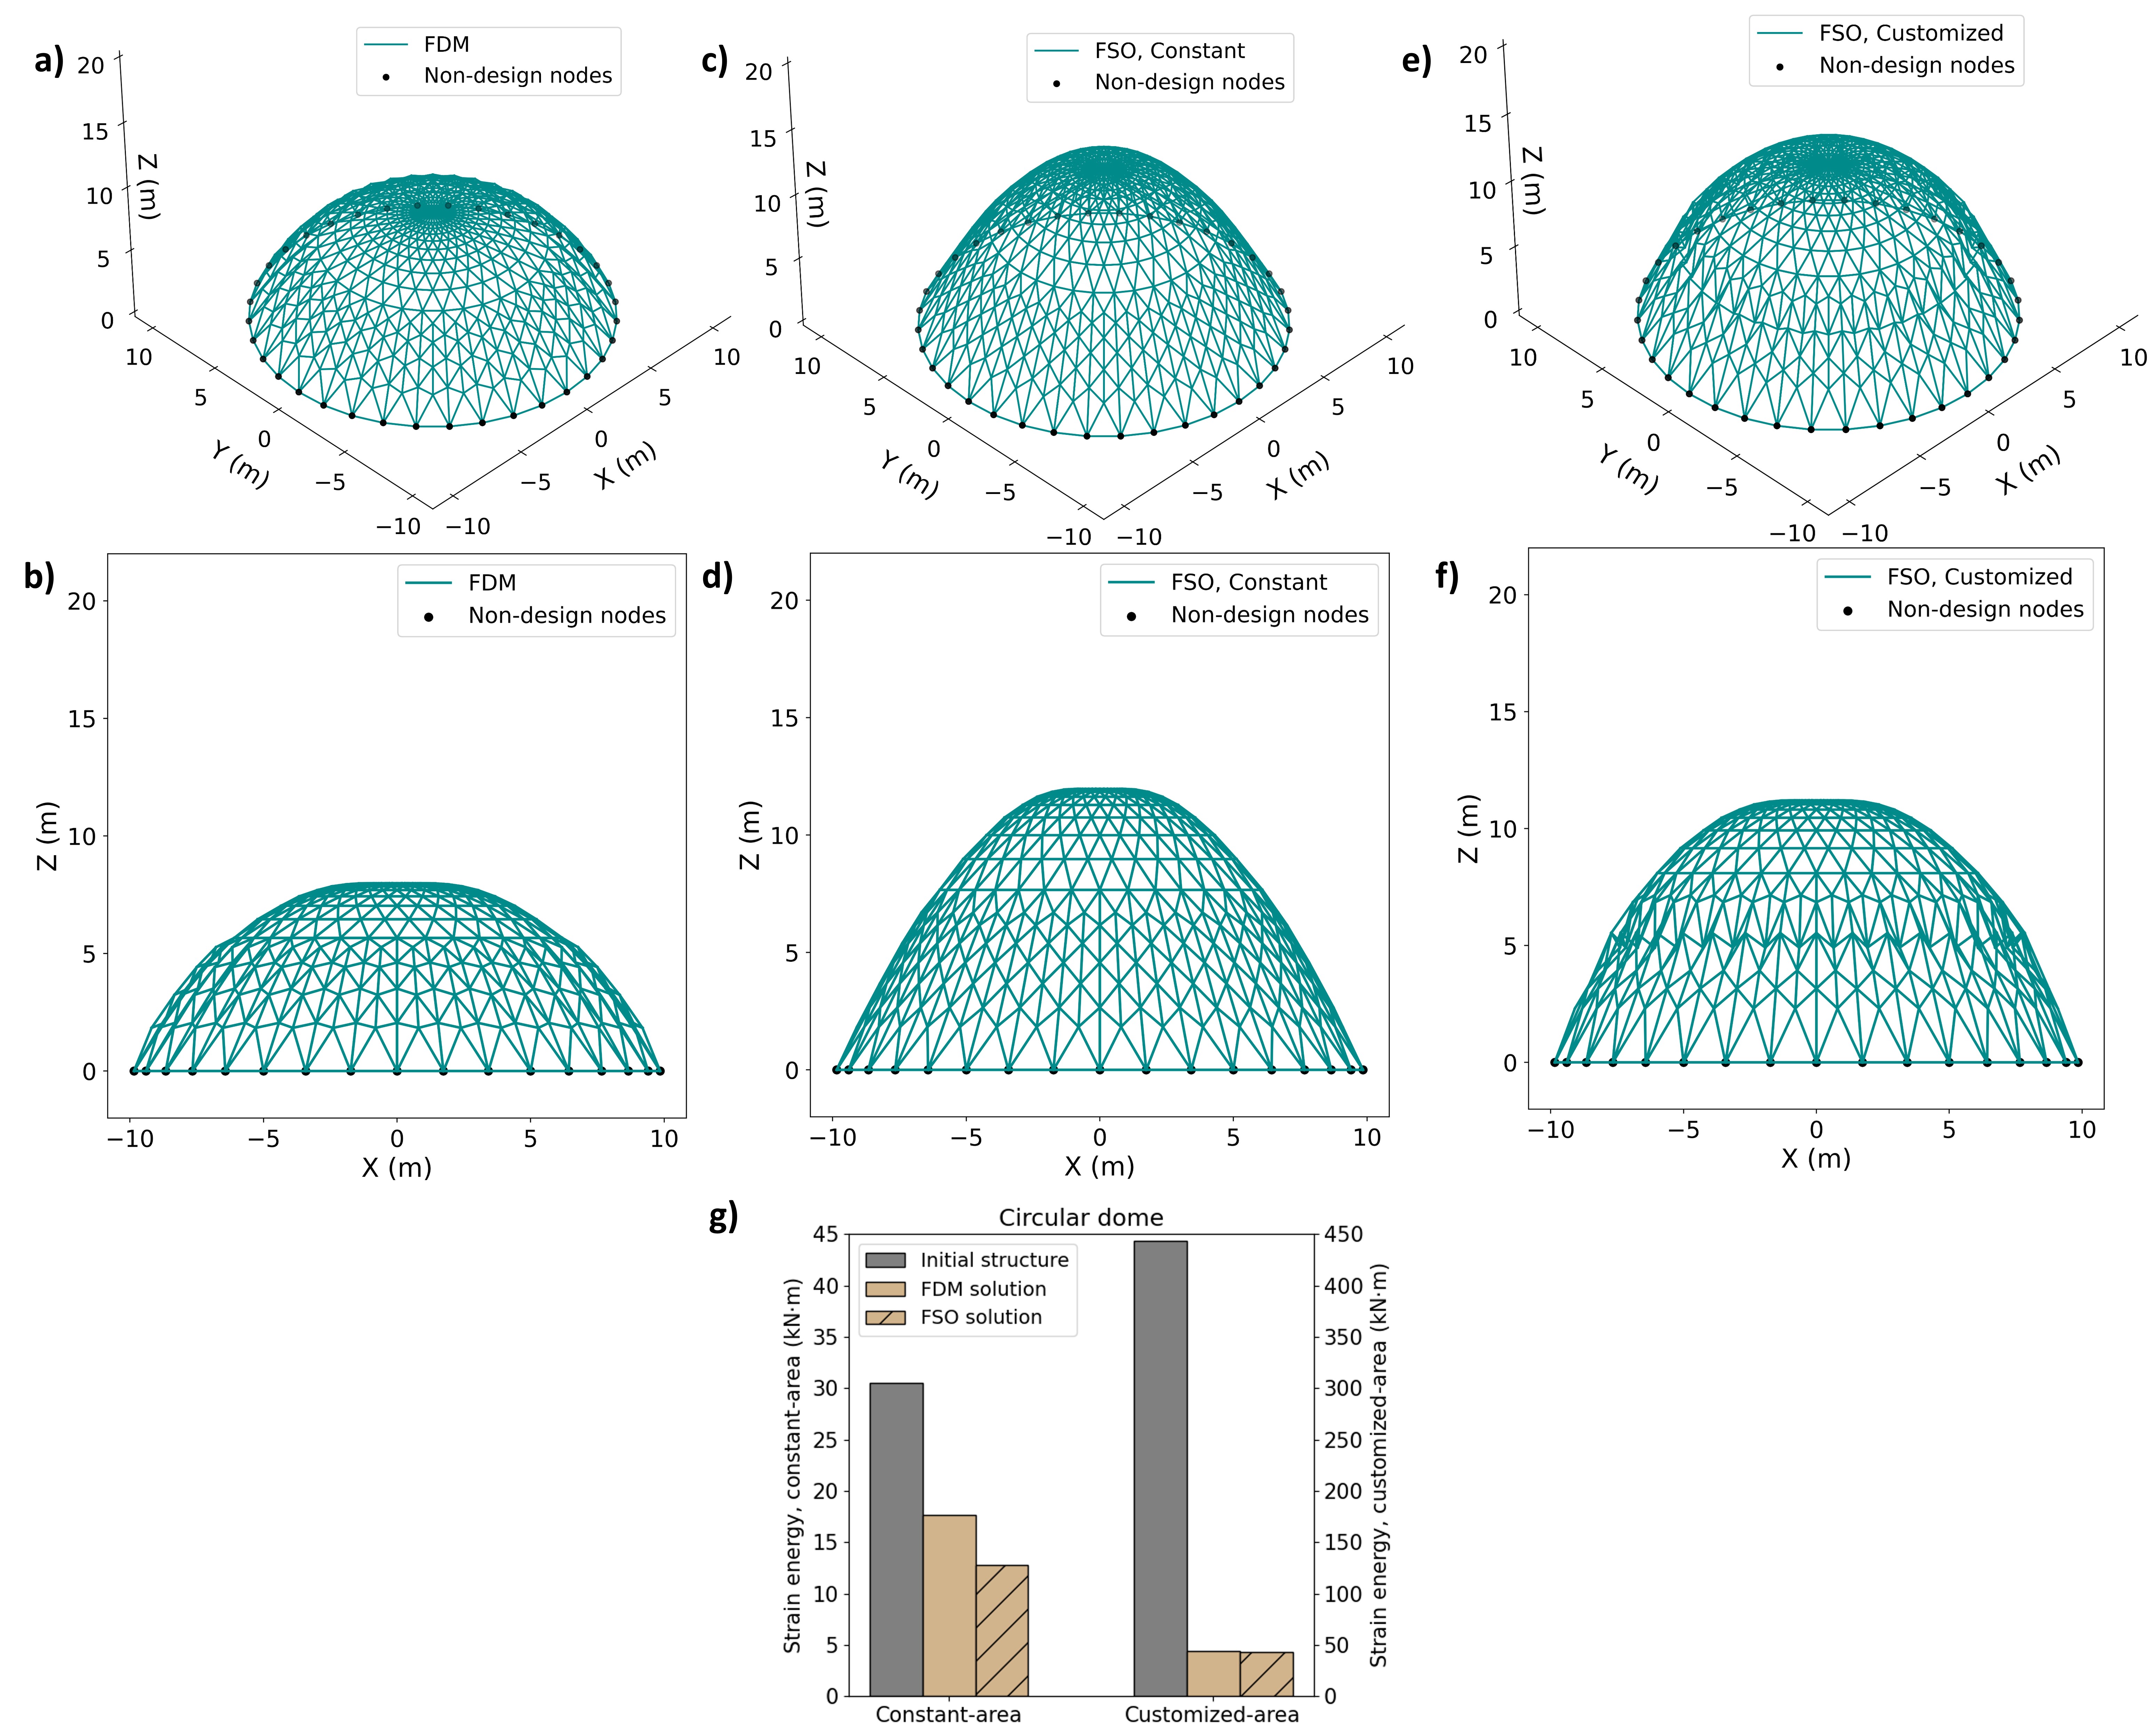 a)
FDM
Non-design nodes
20
15
10
5
0
Z (m)
10
5
0
−5
−10
Y (m)
−10
−5
0
5
10
X (m)
c)
FSO, Constant
Non-design nodes
20
15
10
5
0
Z (m)
10
5
0
−5
−10
Y (m)
−10
−5
0
5
10
X (m)
e)
FSO, Customized
Non-design nodes
20
15
10
5
0
Z (m)
10
5
0
−5
−10
Y (m)
−10
−5
0
5
10
X (m)
b)
FDM
Non-design nodes
20
15
10
5
0
Z (m)
−10 −5 0 5 10
X (m)
d)
FSO, Constant
Non-design nodes
20
15
10
5
0
Z (m)
−10 −5 0 5 10
X (m)
f)
FSO, Customized
Non-design nodes
20
15
10
5
0
Z (m)
−10 −5 0 5 10
X (m)
g)
Circular dome
Initial structure
FDM solution
FSO solution
45
40
35
30
25
20
15
10
5
0
Strain energy, constant-area (kN·m)
450
400
350
300
250
200
150
100
50
0
Strain energy, customized-area (kN·m)
Constant-area Customized-area